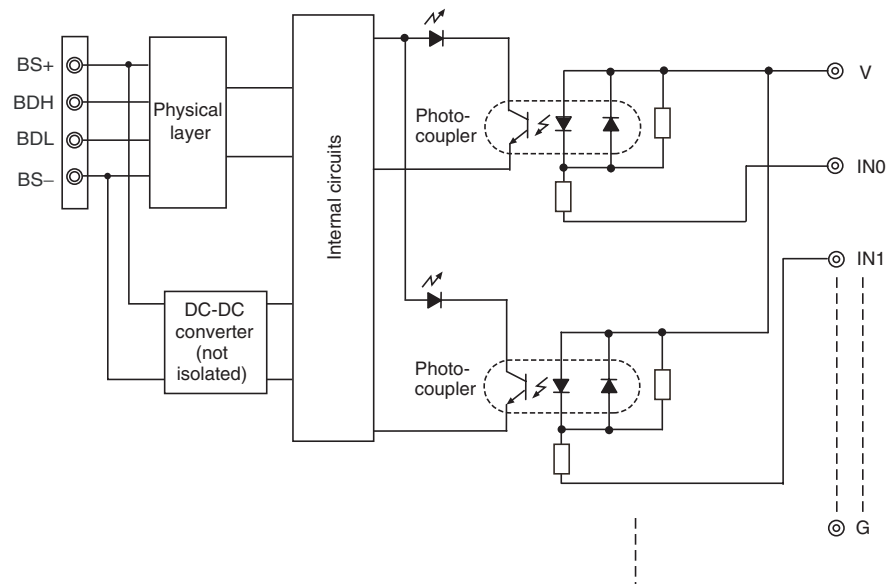 BS+
BDH
BDL
BS−
Physical
layer
Internal circuits
DC-DC
converter
(not
isolated)
Photo-
coupler
Photo-
coupler
V
IN0
IN1
G